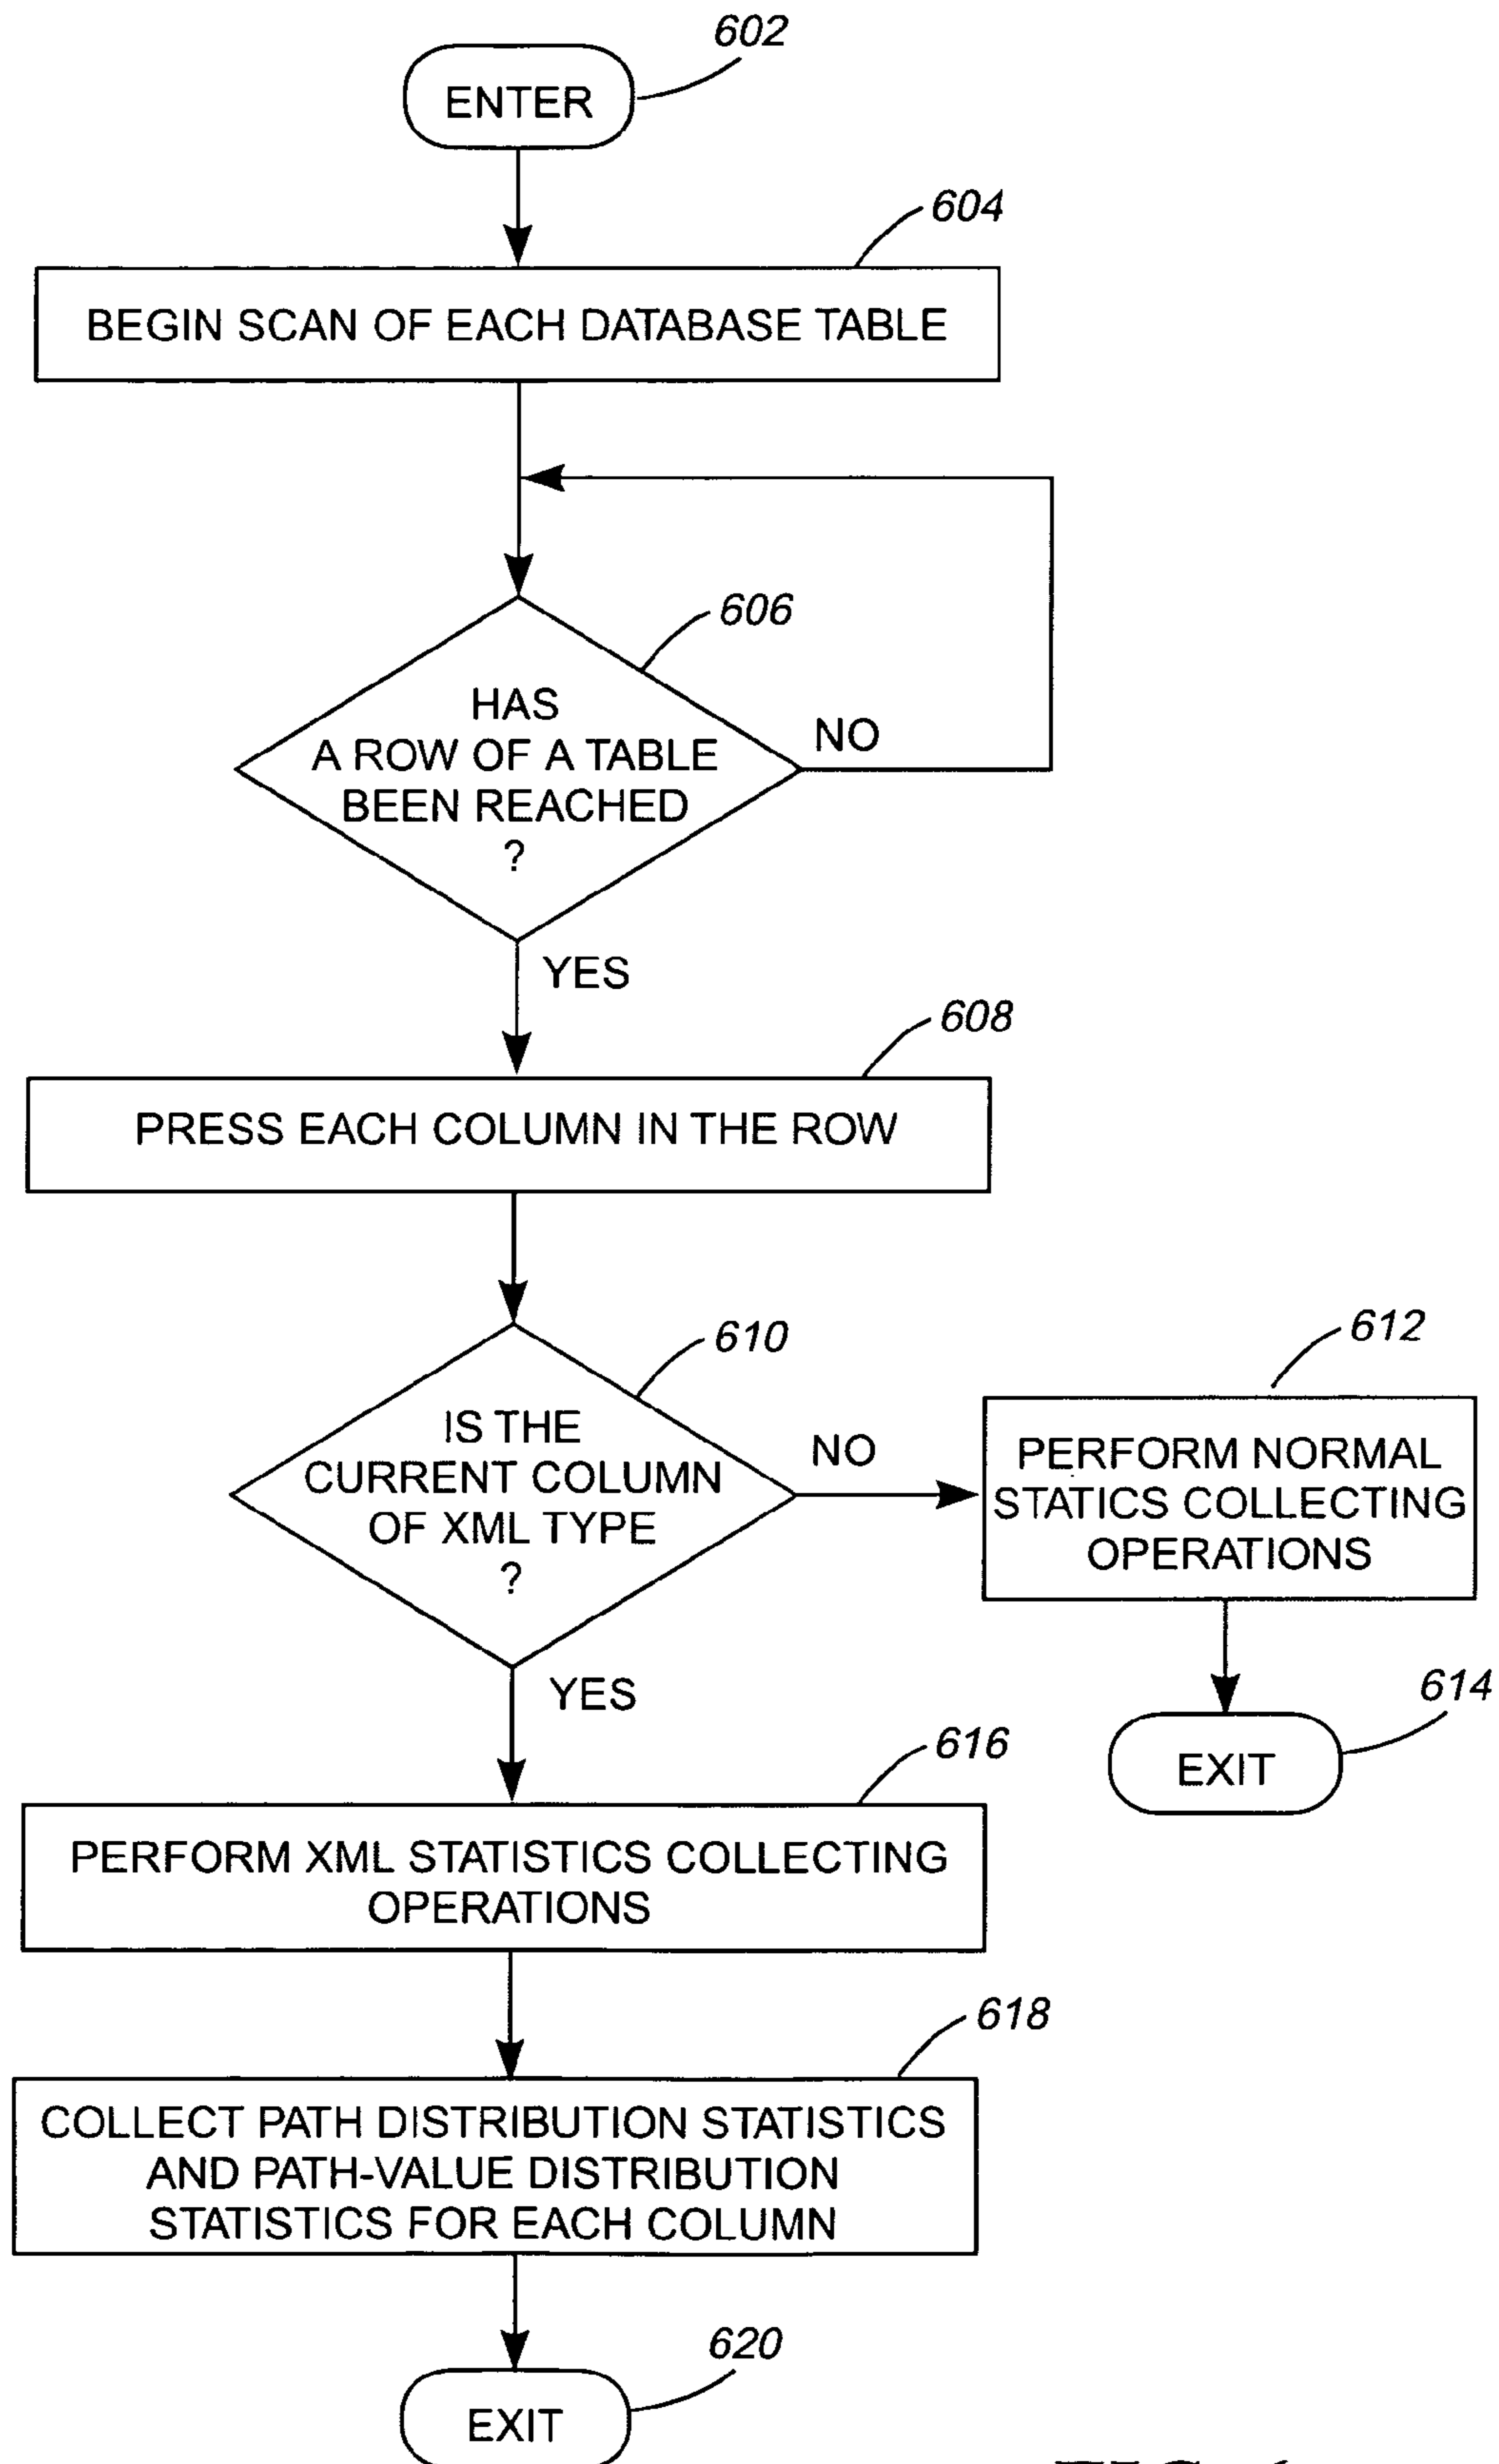 602
ENTER
604
BEGIN SCAN OF EACH DATABASE TABLE
606
HAS
A ROW OF A TABLE
BEEN REACHED
?
NO
YES
608
PRESS EACH COLUMN IN THE ROW
610
IS THE
CURRENT COLUMN
OF XML TYPE
?
NO
612
PERFORM NORMAL
STATICS COLLECTING
OPERATIONS
614
EXIT
YES
616
PERFORM XML STATISTICS COLLECTING
OPERATIONS
618
COLLECT PATH DISTRIBUTION STATISTICS
AND PATH-VALUE DISTRIBUTION
STATISTICS FOR EACH COLUMN
620
EXIT